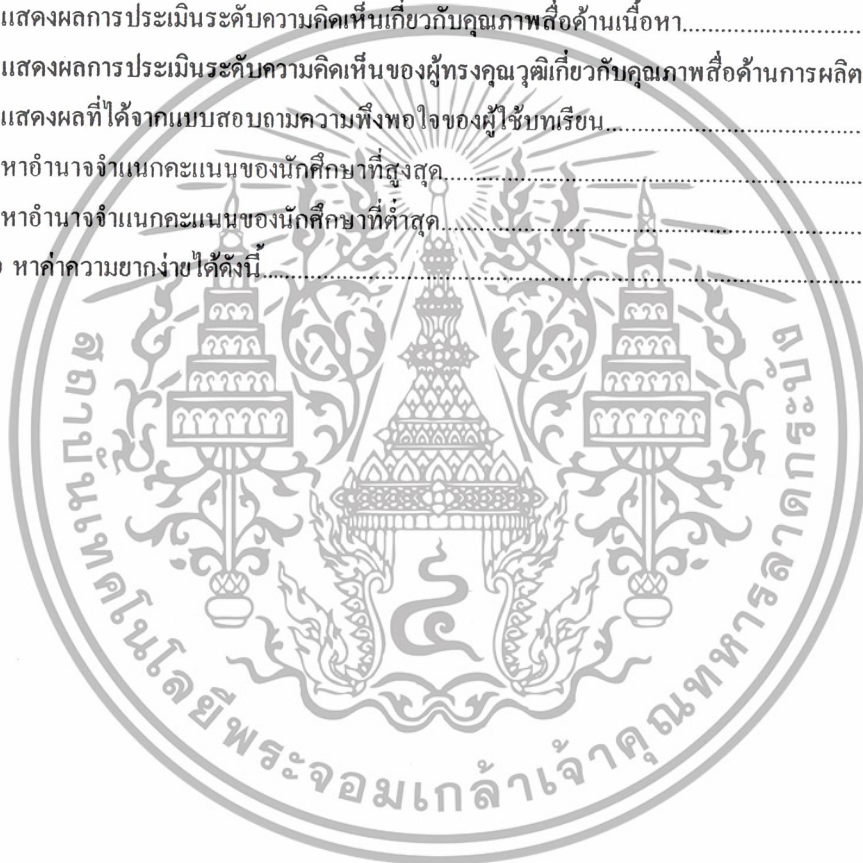 แสดงผลการประเมินระดับความคิดเห็นเกี่ยวกับคุณภาพสื่อด้านเนื้อหา
แสดงผลการประเมินระดับความคิดเห็นของผู้ทรงคุณวุฒิเกี่ยวกับคุณภาพสื่อด้านการผลิต
แสดงผลที่ได้จากแบบสอบถามความพึงพอใจของผู้ใช้บทเรียน
หาอำนาจจำแนกคะแนนของนักศึกษาที่สูงสุด
หาอำนาจจำแนกคะแนนของนักศึกษาที่ต่ำสุด
หาค่าความยากง่ายได้ดังนี้
สถาบันเทคโนโลยีพระจอมเกล้าเจ้าคุณทหารลาดกระบัง
๔